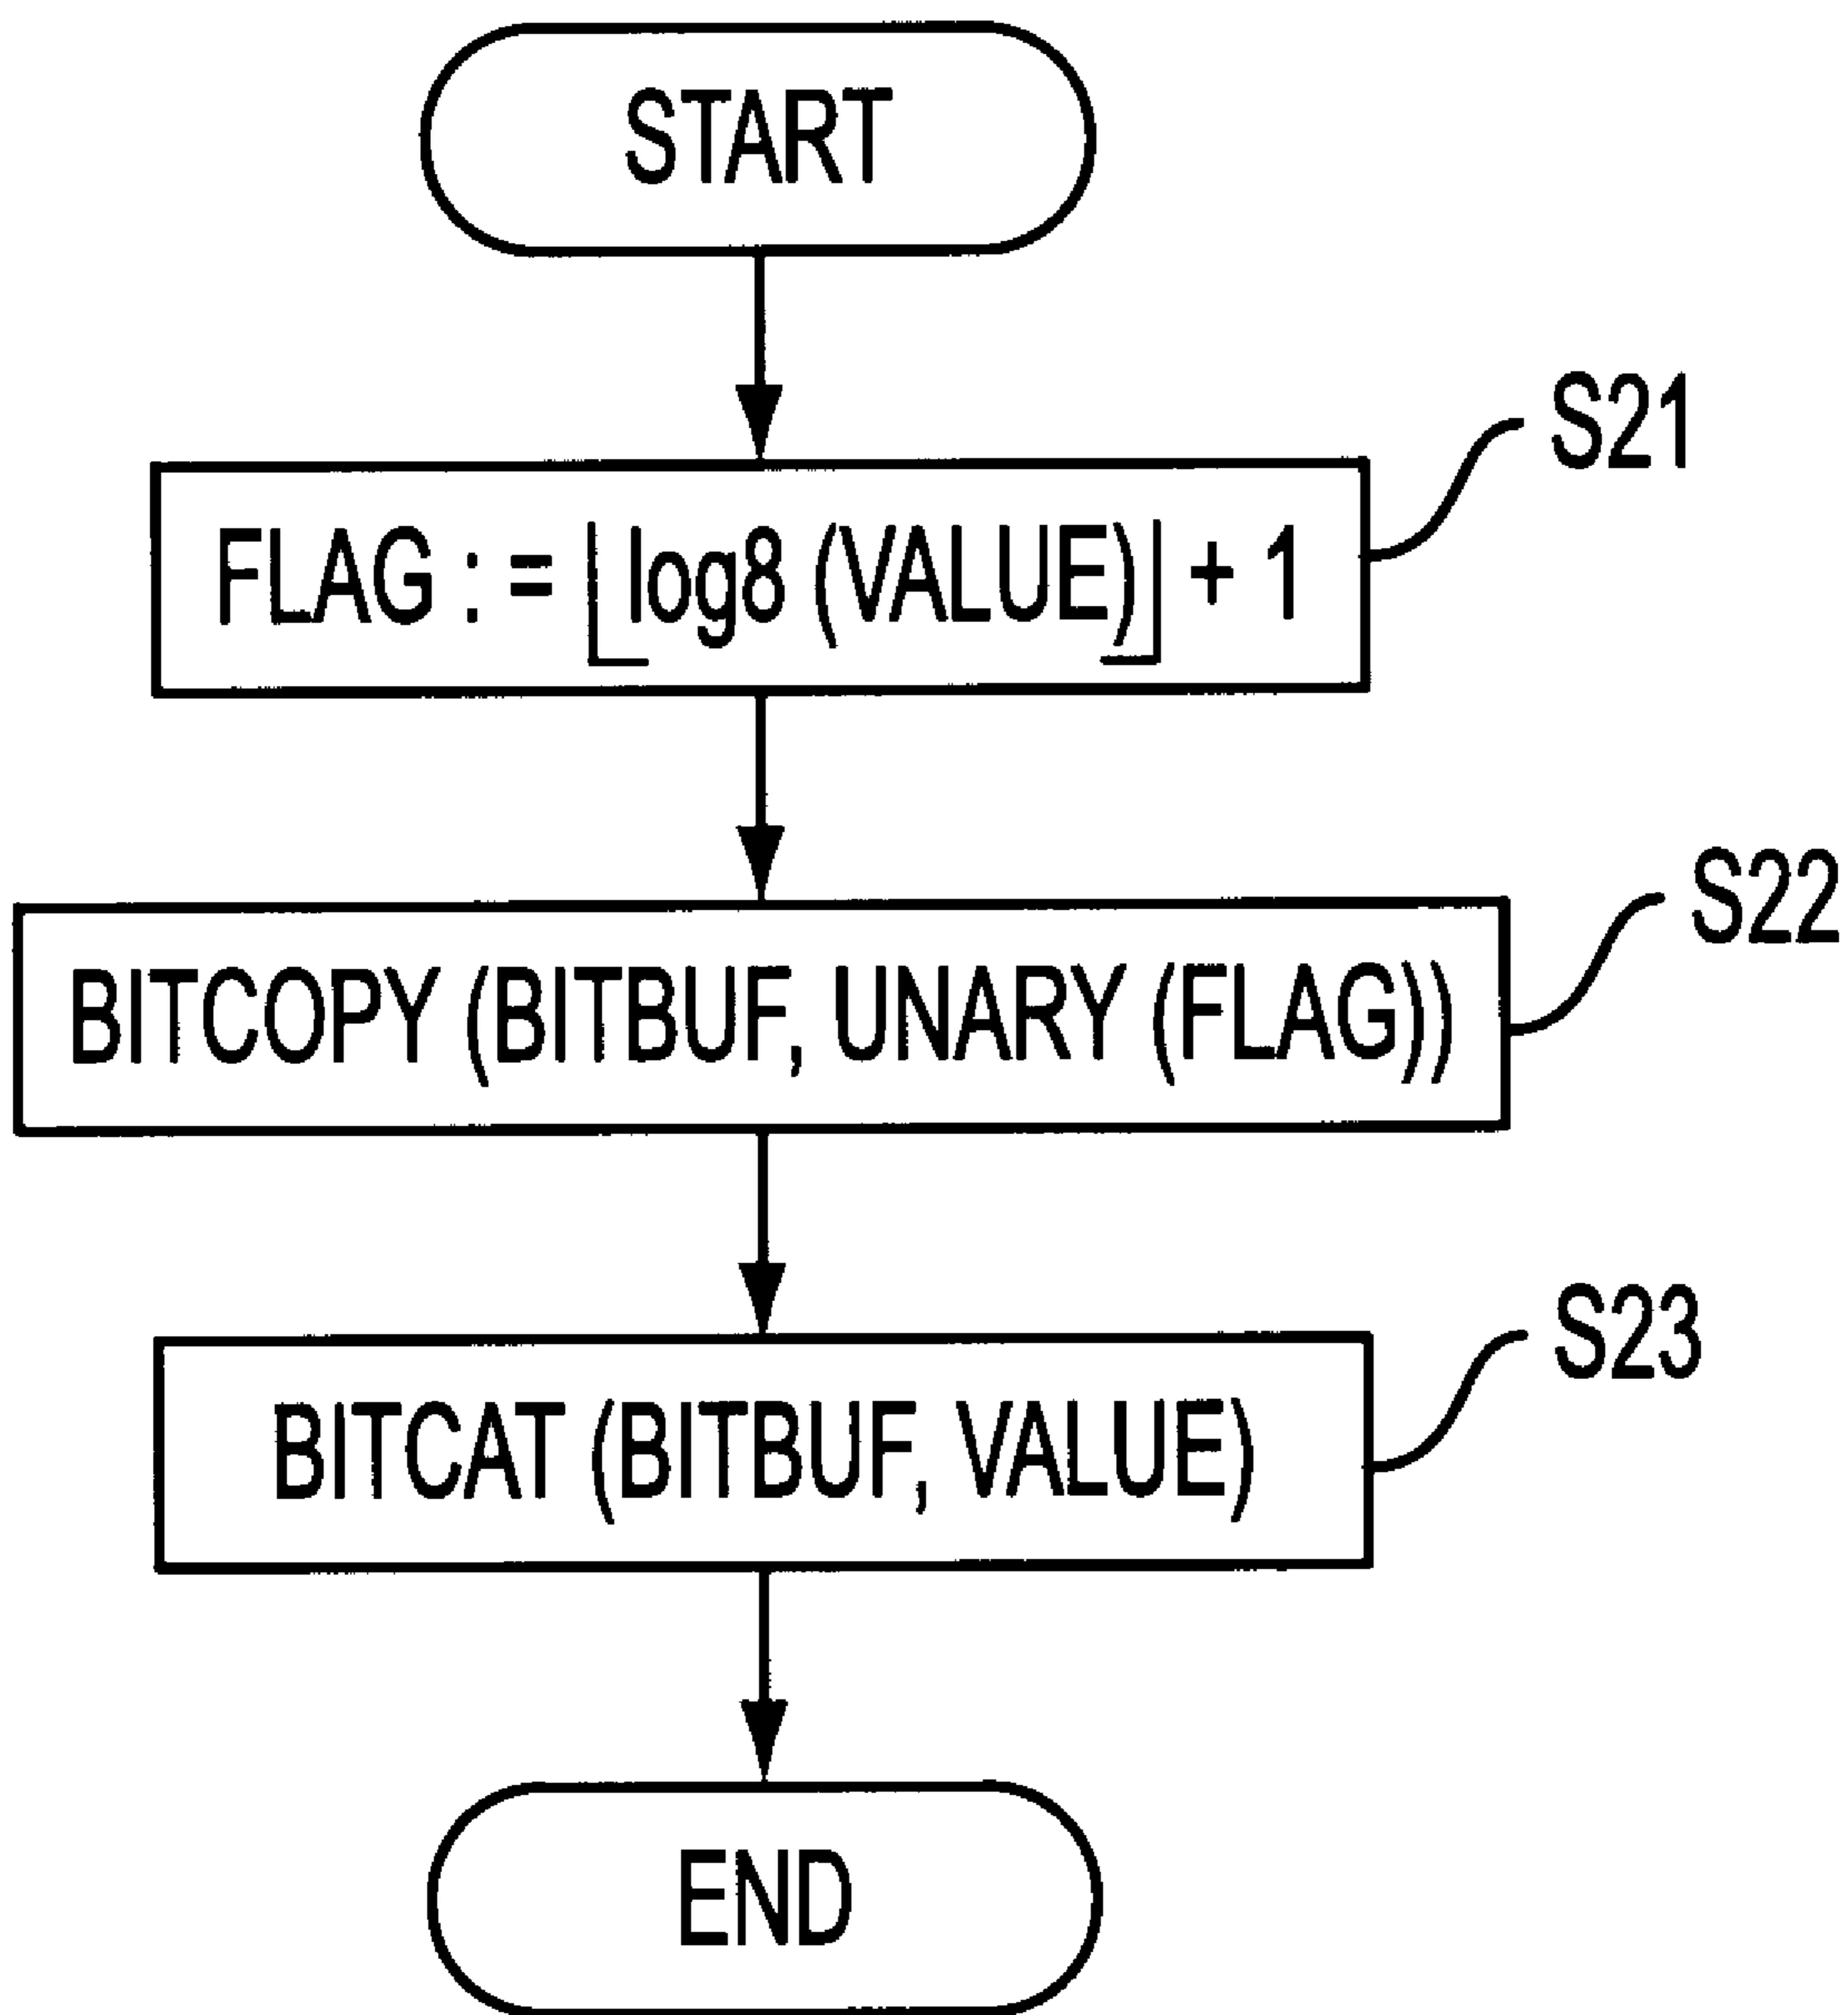 START
S21
FLAG : = ⌊log8 (VALUE)⌋ + 1
S22
BITCOPY (BITBUF, UNARY (FLAG))
S23
BITCAT (BITBUF, VALUE)
END